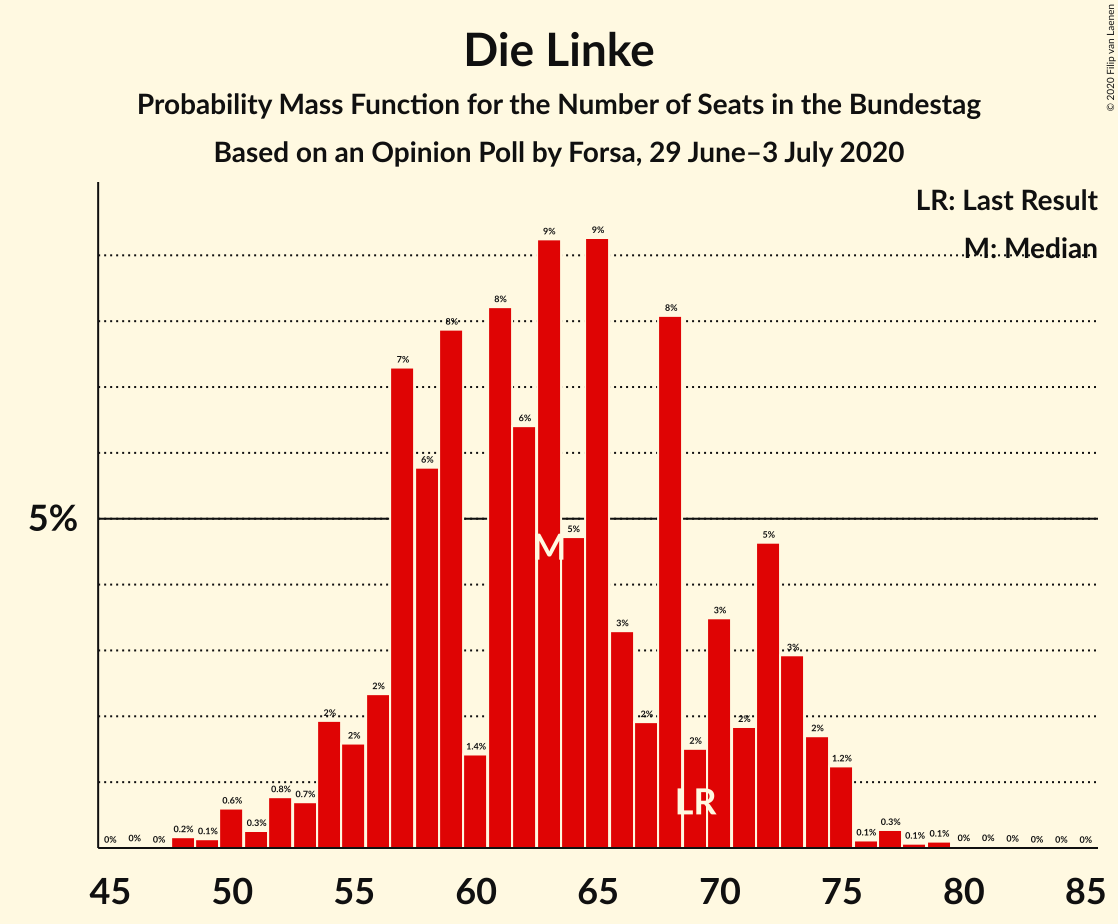 Die Linke
Probability Mass Function for the Number of Seats in the Bundestag
Based on an Opinion Poll by Forsa, 29 June–3 July 2020
© 2020 Filip van Laenen
LR: Last Result
M: Median
5%
0% 0% 0% 0.2% 0.1% 0.6% 0.3% 0.8% 0.7% 2% 2% 2% 7% 6% 8% 1.4% 8% 6% 9% 5% 9% 3% 2% 8% 2% 3% 2% 5% 3% 2% 1.2% 0.1% 0.3% 0.1% 0.1% 0% 0% 0% 0% 0% 0%
M
LR
45 50 55 60 65 70 75 80 85